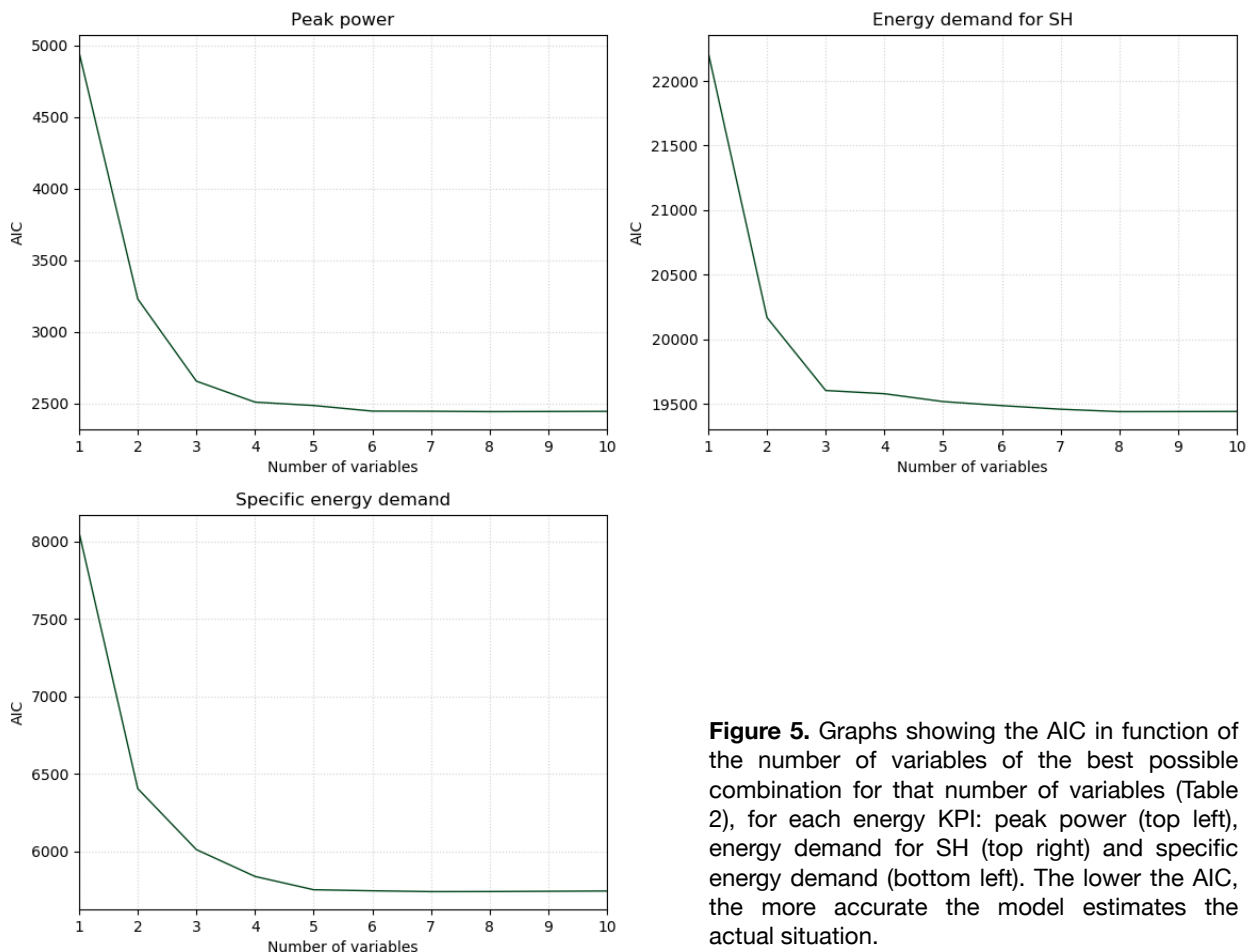 Peak power
5000
4500
4000
3500
3000
2500
AIC
1 2 3 4 5 6 7 8 9 10
Number of variables
Energy demand for SH
22000
21500
21000
20500
20000
19500
AIC
1 2 3 4 5 6 7 8 9 10
Number of variables
Specific energy demand
8000
7500
7000
6500
6000
AIC
1 2 3 4 5 6 7 8 9 10
Number of variables
Figure 5. Graphs showing the AIC in function of
the number of variables of the best possible
combination for that number of variables (Table
2), for each energy KPI: peak power (top left),
energy demand for SH (top right) and specific
energy demand (bottom left). The lower the AIC,
the more accurate the model estimates the
actual situation.